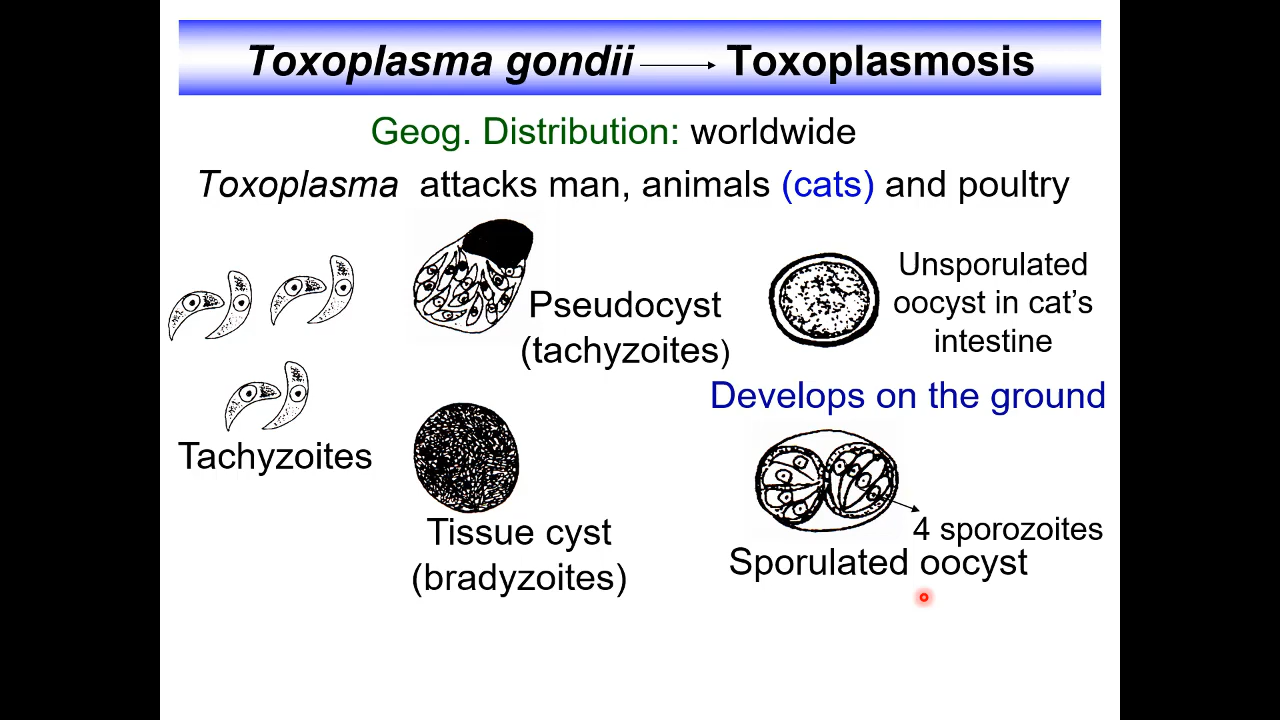 Toxoplasma gondii → Toxoplasmosis
Geog. Distribution: worldwide
Toxoplasma attacks man, animals (cats) and poultry
Tachyzoites
Pseudocyst
(tachyzoites)
Tissue cyst
(bradyzoites)
Unsporulated
oocyst in cat's
intestine
Develops on the ground
4 sporozoites
Sporulated oocyst